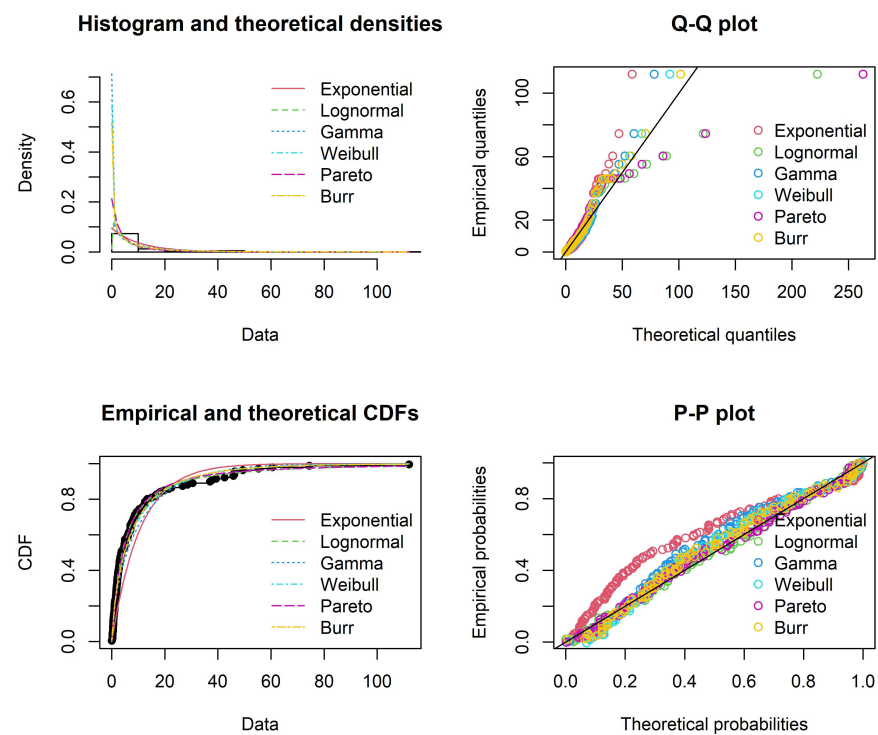 Histogram and theoretical densities
Density
0.0 0.2 0.4 0.6
0 20 40 60 80 100
Data
Exponential
Lognormal
Gamma
Weibull
Pareto
Burr
Q-Q plot
Empirical quantiles
0 20 60 100
0 50 100 150 200 250
Theoretical quantiles
Exponential
Lognormal
Gamma
Weibull
Pareto
Burr
Empirical and theoretical CDFs
CDF
0.0 0.4 0.8
0 20 40 60 80 100
Data
Exponential
Lognormal
Gamma
Weibull
Pareto
Burr
P-P plot
Empirical probabilities
0.0 0.4 0.8
0.0 0.2 0.4 0.6 0.8 1.0
Theoretical probabilities
Exponential
Lognormal
Gamma
Weibull
Pareto
Burr